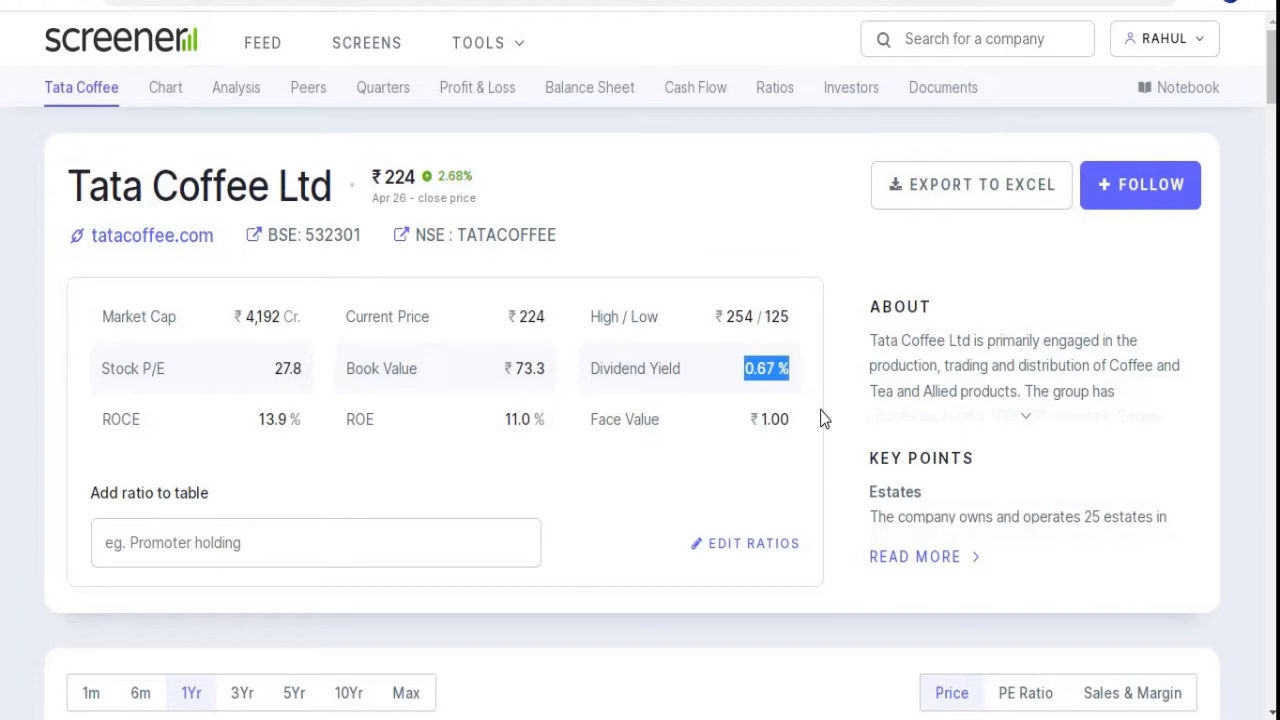 screener
FEED
SCREENS
TOOLS
Search for a company
RAHUL
Tata Coffee
Chart
Analysis
Peers
Quarters
Profit & Loss
Balance Sheet
Cash Flow
Ratios
Investors
Documents
Notebook
Tata Coffee Ltd
₹ 224 2.68%
Apr 26 - close price
EXPORT TO EXCEL
+ FOLLOW
tatacoffee.com
BSE: 532301
NSE : TATACOFFEE
Market Cap ₹ 4,192 Cr.
Current Price ₹ 224
High / Low ₹ 254 / 125
Stock P/E 27.8
Book Value ₹ 73.3
Dividend Yield 0.67 %
ROCE 13.9 %
ROE 11.0 %
Face Value ₹ 1.00
Add ratio to table
eg. Promoter holding
EDIT RATIOS
ABOUT
Tata Coffee Ltd is primarily engaged in the
production, trading and distribution of Coffee and
Tea and Allied products. The group has
KEY POINTS
Estates
The company owns and operates 25 estates in
READ MORE
1m
6m
1Yr
3Yr
5Yr
10Yr
Max
Price
PE Ratio
Sales & Margin